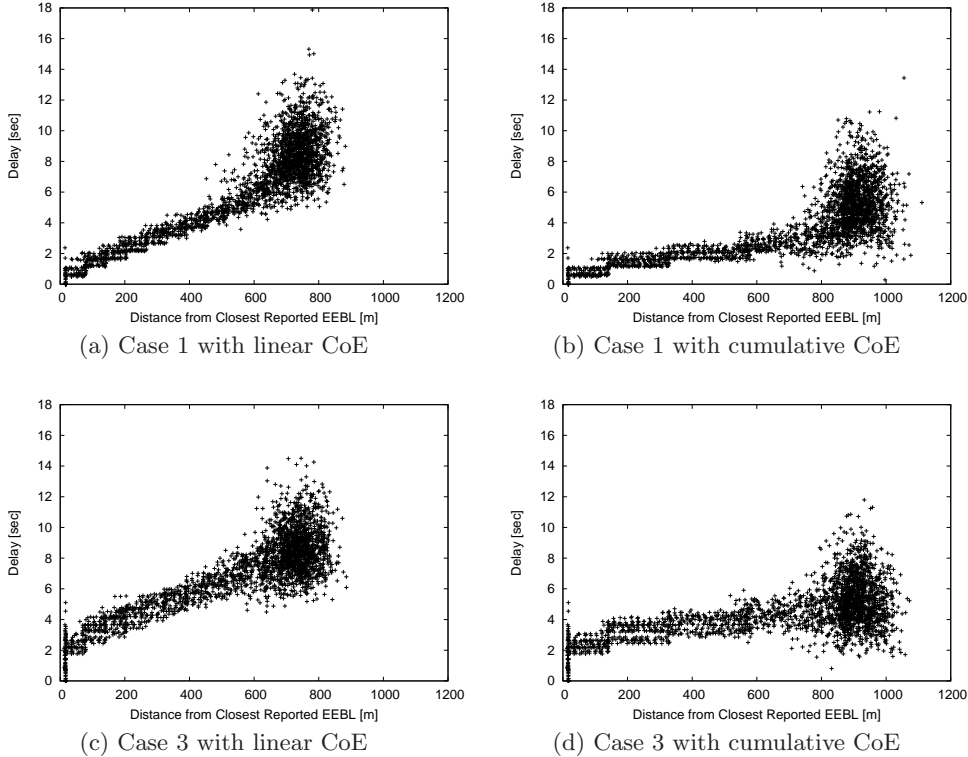 18
16
14
12
10
8
6
4
2
0
Delay [sec]
0 200 400 600 800 1000 1200
Distance from Closest Reported EEBL [m]
(a) Case 1 with linear CoE
18
16
14
12
10
8
6
4
2
0
Delay [sec]
0 200 400 600 800 1000 1200
Distance from Closest Reported EEBL [m]
(b) Case 1 with cumulative CoE
18
16
14
12
10
8
6
4
2
0
Delay [sec]
0 200 400 600 800 1000 1200
Distance from Closest Reported EEBL [m]
(c) Case 3 with linear CoE
18
16
14
12
10
8
6
4
2
0
Delay [sec]
0 200 400 600 800 1000 1200
Distance from Closest Reported EEBL [m]
(d) Case 3 with cumulative CoE